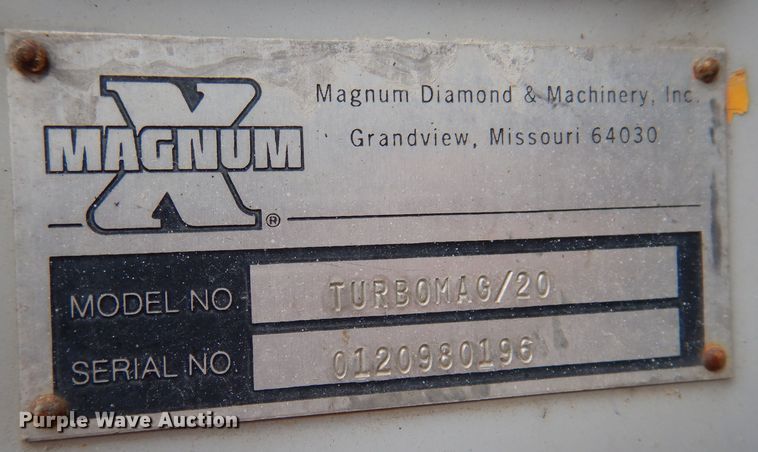 X
MAGNUM
®
Magnum Diamond & Machinery, Inc.
Grandview, Missouri 64030
MODEL NO. TURBOMAG/20
SERIAL NO. 0120980196
Purple Wave Auction